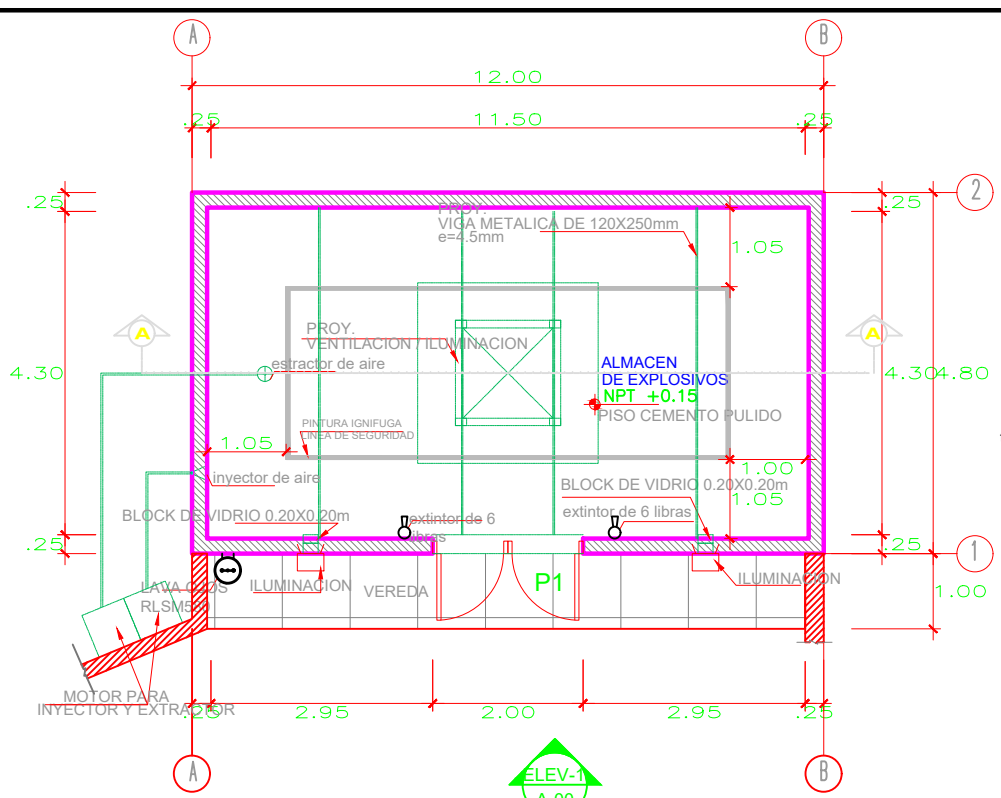 A
B
12.00
.25
11.50
.25
2
.25
.25
PROY.
VIGA METALICA DE 120X250mm
e=4.5mm
1.05
A
A
PROY.
VENTILACION / ILUMINACION
estractor de aire
4.30
ALMACEN
DE EXPLOSIVOS
NPT +0.15
PISO CEMENTO PULIDO
4.30
4.80
PINTURA IGNIFUGA
LINEA DE SEGURIDAD
1.05
1.00
inyector de aire
BLOCK DE VIDRIO 0.20X0.20m
1.05
BLOCK DE VIDRIO 0.20X0.20m
extintor de 6
libras
extintor de 6 libras
.25
.25
1
LAVA OJOS
ILUMINACION
VEREDA
P1
ILUMINACION
1.00
MOTOR PARA
INYECTOR Y EXTRACTOR
.25
2.95
2.00
2.95
.25
A
B
ELEV-1